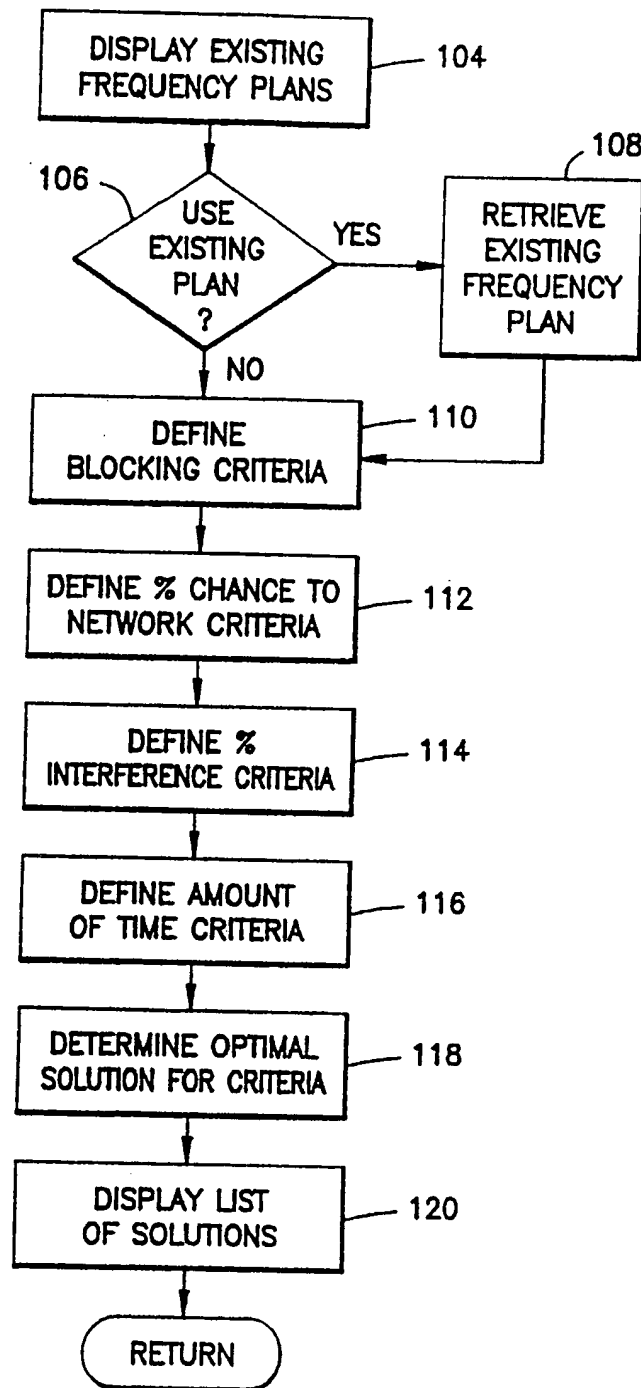 DISPLAY EXISTING
FREQUENCY PLANS
104
106
USE
EXISTING
PLAN
?
YES
108
RETRIEVE
EXISTING
FREQUENCY
PLAN
NO
DEFINE
BLOCKING CRITERIA
110
DEFINE % CHANCE TO
NETWORK CRITERIA
112
DEFINE %
INTERFERENCE CRITERIA
114
DEFINE AMOUNT
OF TIME CRITERIA
116
DETERMINE OPTIMAL
SOLUTION FOR CRITERIA
118
DISPLAY LIST
OF SOLUTIONS
120
RETURN